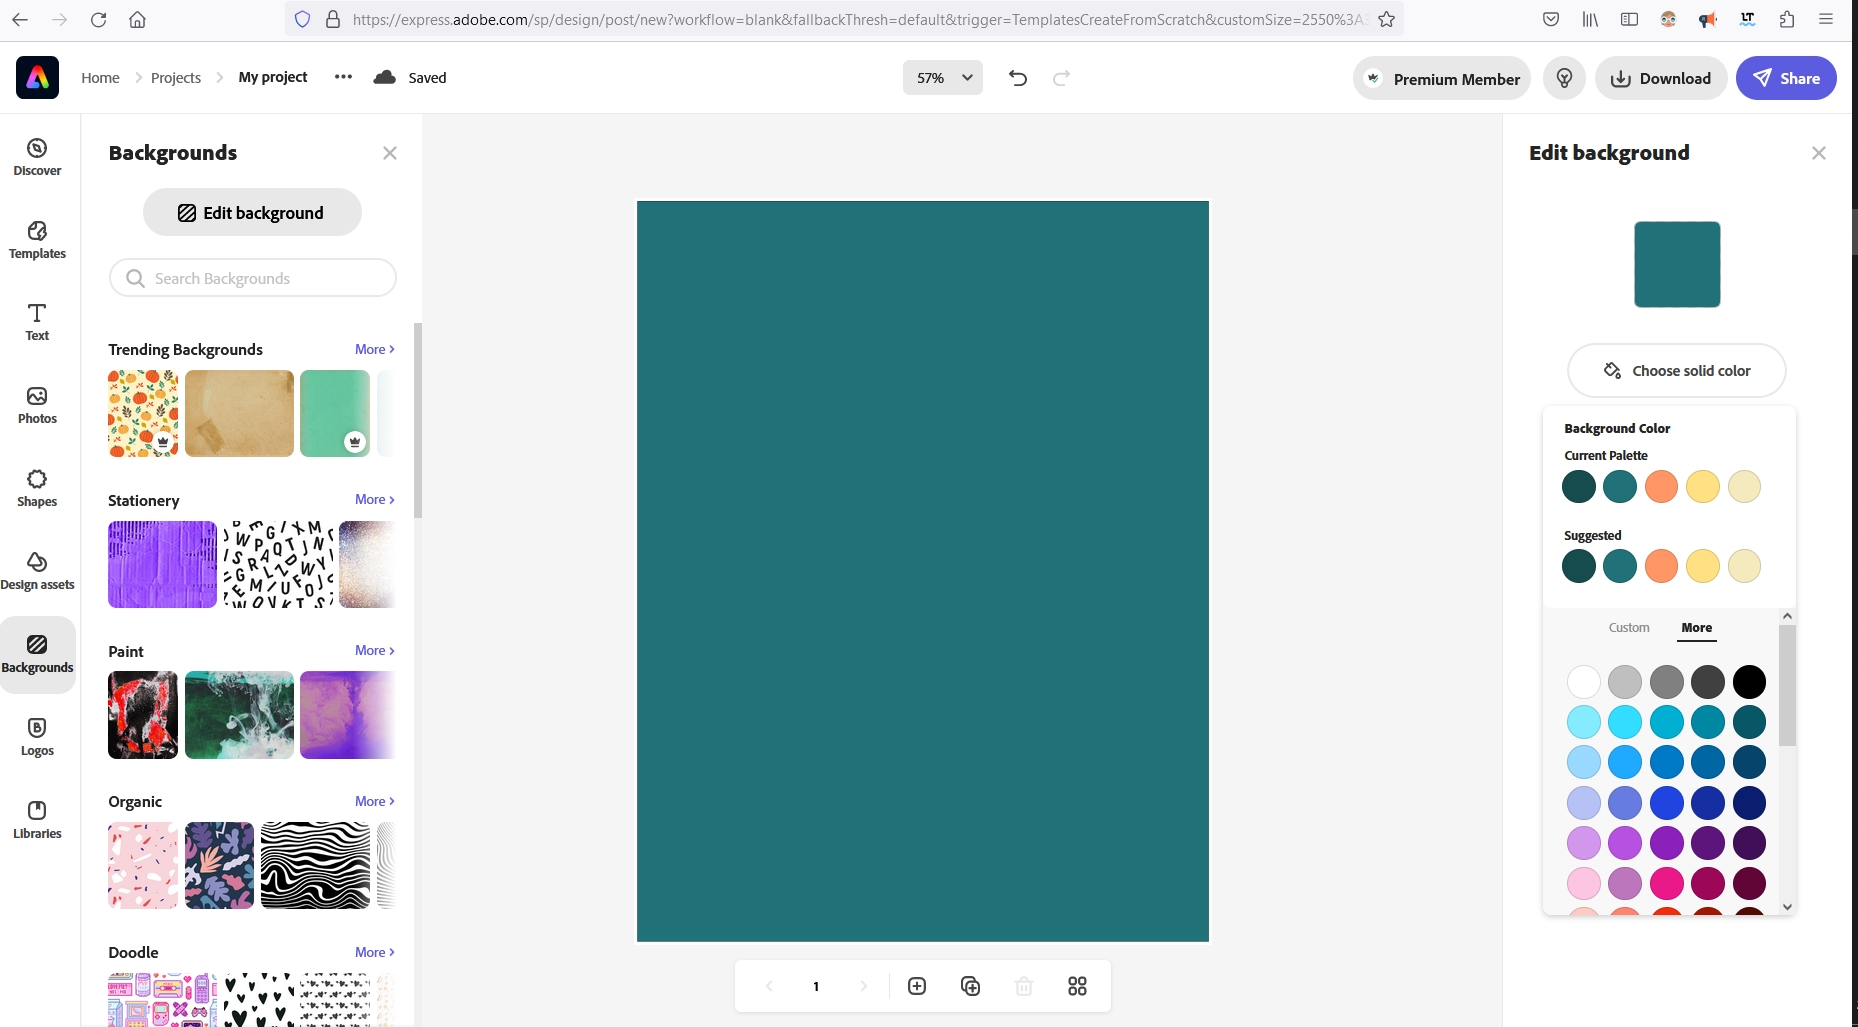 https://express.adobe.com/sp/design/post/new?workflow=blank&fallbackThresh=default&trigger=TemplatesCreateFromScratch&customSize=2550%3A3
Home
Projects
My project
Saved
57%
Premium Member
Download
Share
Discover
Templates
Text
Photos
Shapes
Design assets
Backgrounds
Logos
Libraries
Backgrounds
Edit background
Search Backgrounds
Trending Backgrounds More
Stationery More
Paint More
Organic More
Doodle More
1
Edit background
Choose solid color
Background Color
Current Palette
Suggested
Custom More